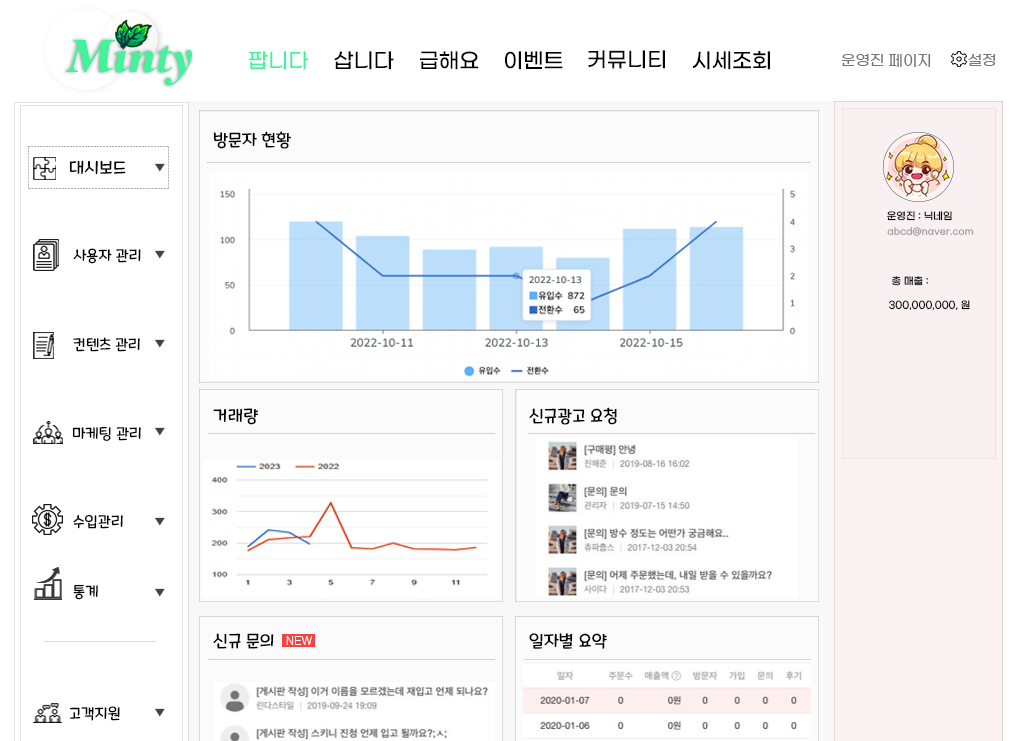 Minty
팝니다 삽니다 급해요 이벤트 커뮤니티 시세조회
운영진 페이지 설정
대시보드 ▼
사용자 관리 ▼
컨텐츠 관리 ▼
마케팅 관리 ▼
수입관리 ▼
통계 ▼
고객지원 ▼
방문자 현황
150 5
4
100 3
2
50 1
0 0
2022-10-13
유입수 872
전환수 65
2022-10-11 2022-10-13 2022-10-15
유입수 전환수
거래량
2023 2022
400
300
200
100
1 3 5 7 9 11
신규광고 요청
[구매평] 안녕
진해준 | 2019-08-16 16:02
[문의] 문의
관리자 | 2019-07-15 14:50
[문의] 방수 정도는 어떤가 궁금해요..
츄파춥스 | 2017-12-03 20:54
[문의] 어제 주문했는데, 내일 받을 수 있을까요?
사이다 | 2017-12-03 20:53
신규 문의 NEW
[게시판 작성] 이거 이름을 모르겠는데 재입고 언제 되나요?
린다스타일 | 2019-09-24 19:09
[게시판 작성] 스키니 진청 언제 입고 될까요?;ㅅ;
일자별 요약
일자 주문수 매출액 ? 방문자 가입 문의 후기
2020-01-07 0 0원 0 0 0 0
2020-01-06 0 0원 0 0 0 0
운영진 : 닉네임
abcd@naver.com
총 매출 :
300,000,000, 원